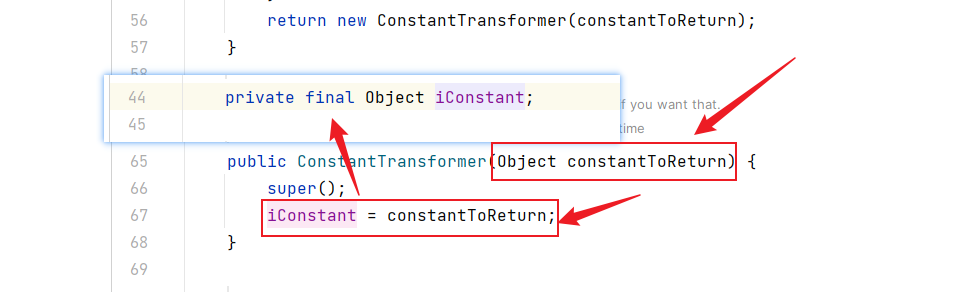 56 return new ConstantTransformer(constantToReturn);
57 }
58
44 private final Object iConstant;
45 f you want that.
time
65 public ConstantTransformer(Object constantToReturn) {
66 super();
67 iConstant = constantToReturn;
68 }
69